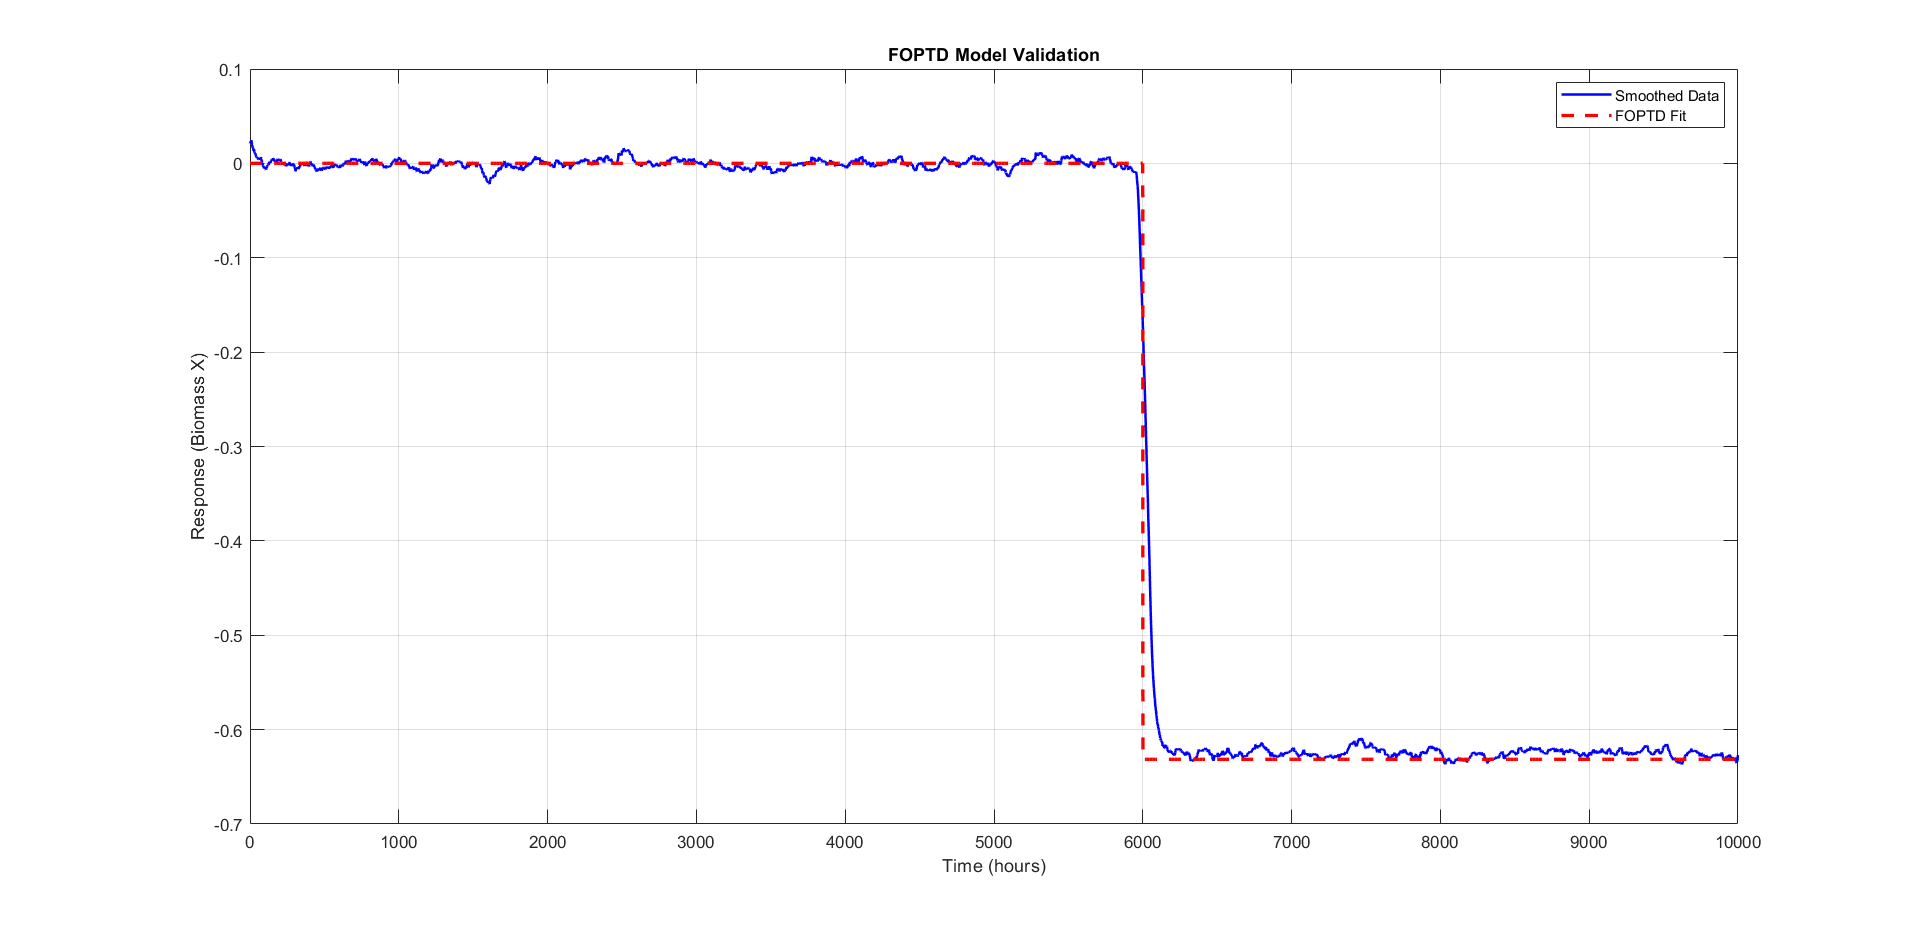 FOPTD Model Validation
0.1
0
-0.1
-0.2
-0.3
-0.4
-0.5
-0.6
-0.7
Response (Biomass X)
Smoothed Data
FOPTD Fit
0 1000 2000 3000 4000 5000 6000 7000 8000 9000 10000
Time (hours)